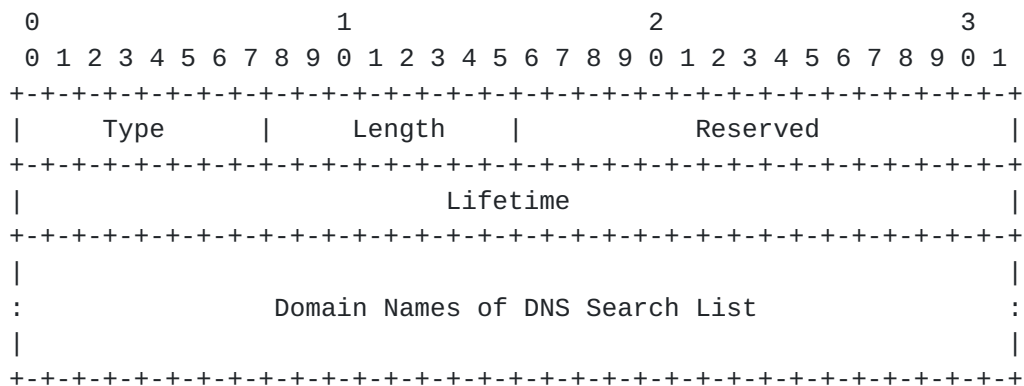 0                   1                   2                   3
 0 1 2 3 4 5 6 7 8 9 0 1 2 3 4 5 6 7 8 9 0 1 2 3 4 5 6 7 8 9 0 1
+-+-+-+-+-+-+-+-+-+-+-+-+-+-+-+-+-+-+-+-+-+-+-+-+-+-+-+-+-+-+-+-+
|     Type      |     Length    |           Reserved            |
+-+-+-+-+-+-+-+-+-+-+-+-+-+-+-+-+-+-+-+-+-+-+-+-+-+-+-+-+-+-+-+-+
|                           Lifetime                            |
+-+-+-+-+-+-+-+-+-+-+-+-+-+-+-+-+-+-+-+-+-+-+-+-+-+-+-+-+-+-+-+-+
|                                                               |
:                Domain Names of DNS Search List                :
|                                                               |
+-+-+-+-+-+-+-+-+-+-+-+-+-+-+-+-+-+-+-+-+-+-+-+-+-+-+-+-+-+-+-+-+